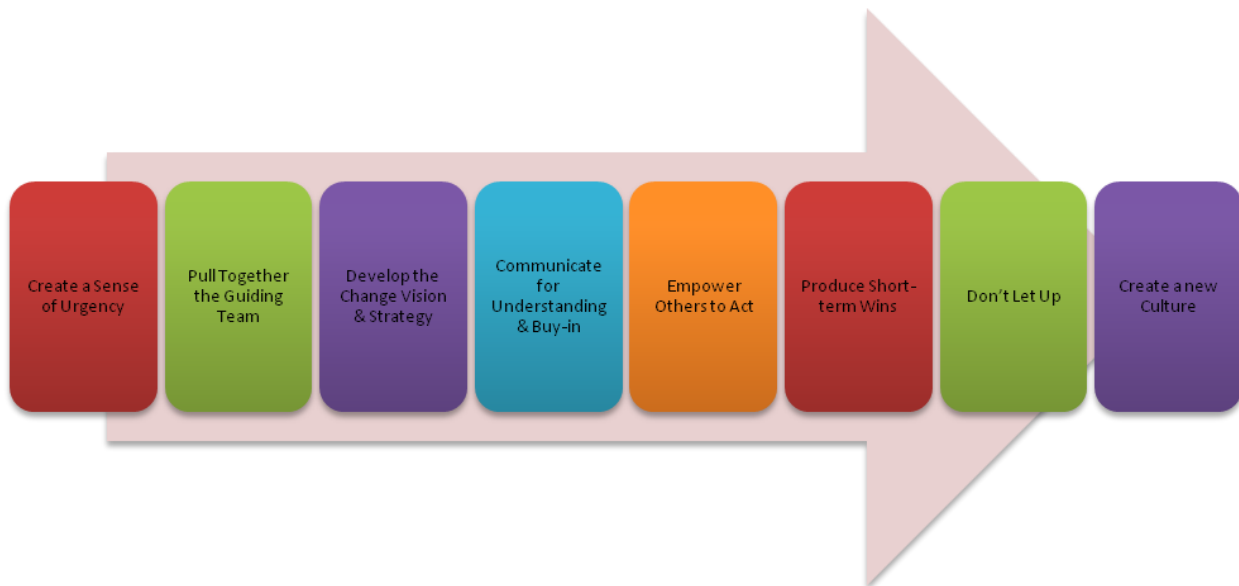 Create a Sense
of Urgency
Pull Together
the Guiding
Team
Develop the
Change Vision
& Strategy
Communicate
for
Understanding
& Buy-in
Empower
Others to Act
Produce Short-
term Wins
Don’t Let Up
Create a new
Culture